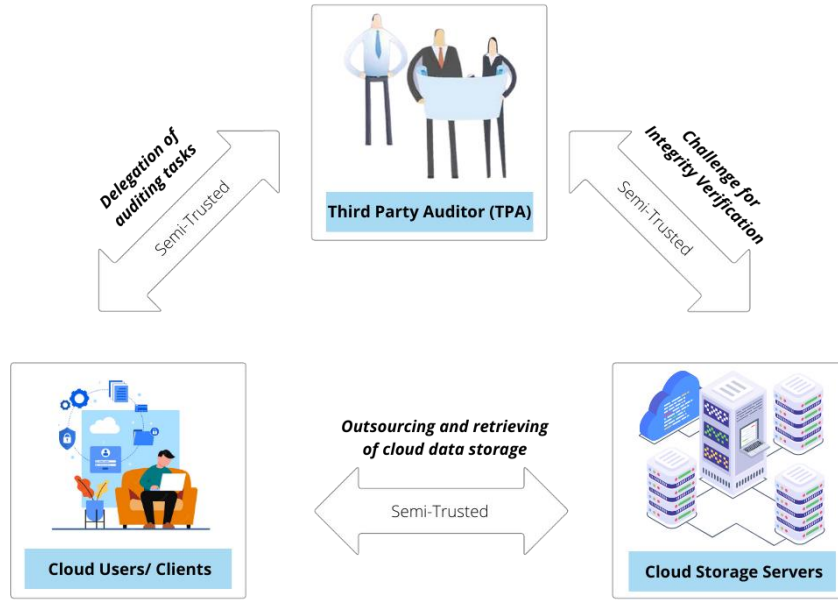 Delegation of
auditing tasks
Semi-Trusted
Third Party Auditor (TPA)
Challenge for
Integrity Verification
Semi-Trusted
Outsourcing and retrieving
of cloud data storage
Semi-Trusted
Cloud Users/ Clients
Cloud Storage Servers